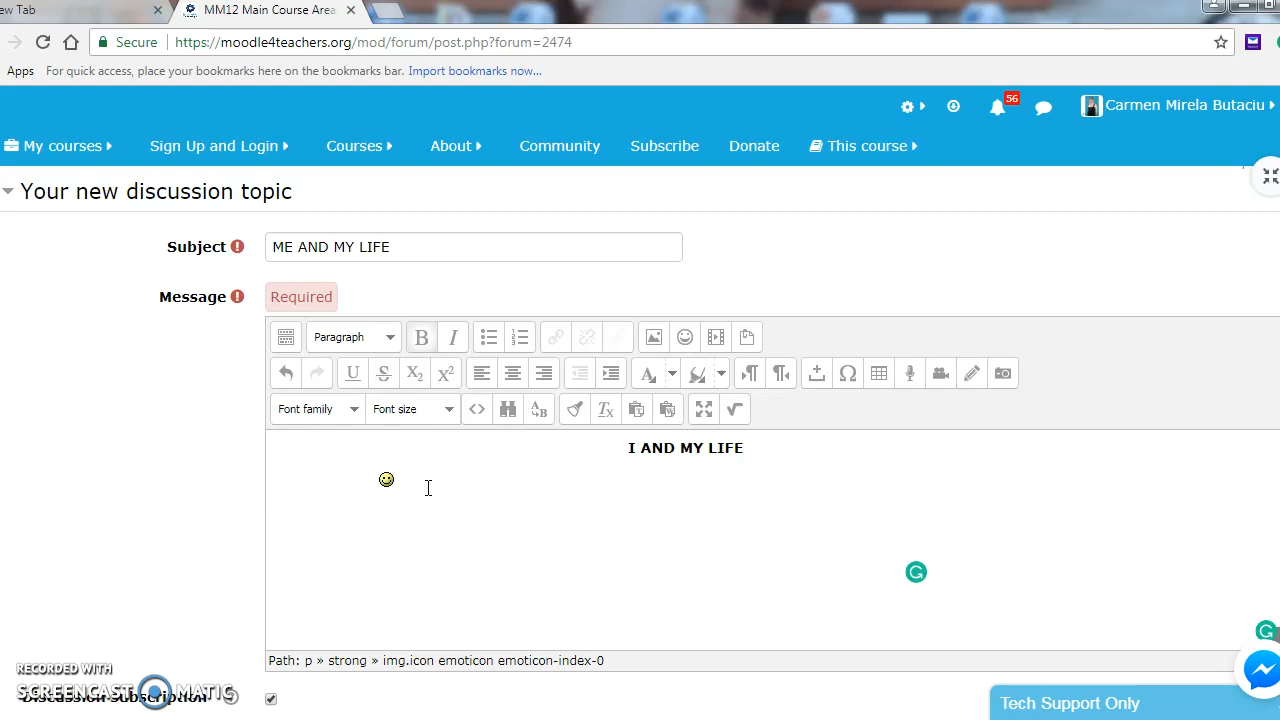 ew Tab
MM12 Main Course Area
Secure https://moodle4teachers.org/mod/forum/post.php?forum=2474
Apps For quick access, place your bookmarks here on the bookmarks bar. Import bookmarks now...
56
Carmen Mirela Butaciu
My courses Sign Up and Login Courses About Community Subscribe Donate This course
Your new discussion topic
Subject ME AND MY LIFE
Message Required
Paragraph B I
U S X2 X2 A Ω
Font family Font size <> Tx
I AND MY LIFE
Path: p » strong » img.icon emoticon emoticon-index-0
RECORDED WITH
SCREENCAST MATIC
Discussion subscription
Tech Support Only